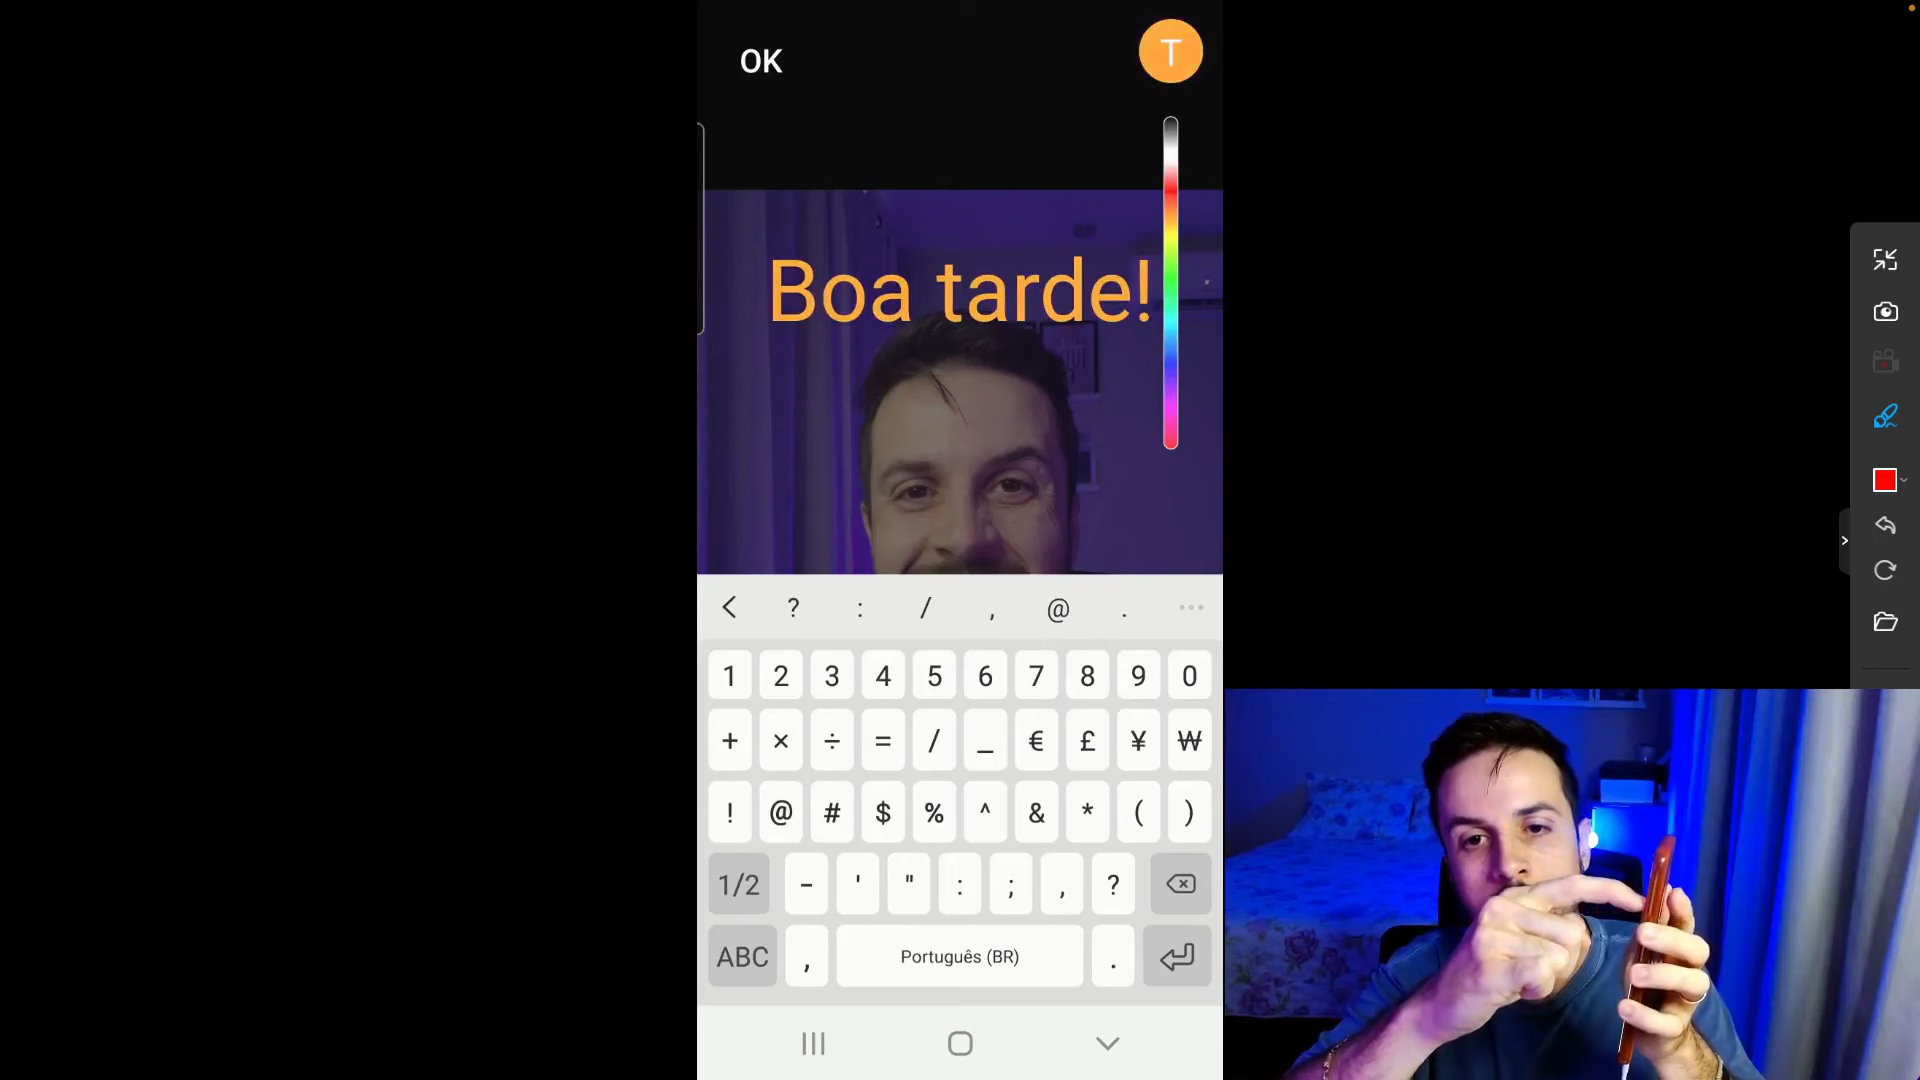 OK
T
Boa tarde!
? : / , @ .
1 2 3 4 5 6 7 8 9 0
+ × ÷ = / _ € £ ¥ ₩
! @ # $ % ^ & * ( )
1/2 - ' " : ; , ?
ABC , Português (BR) .